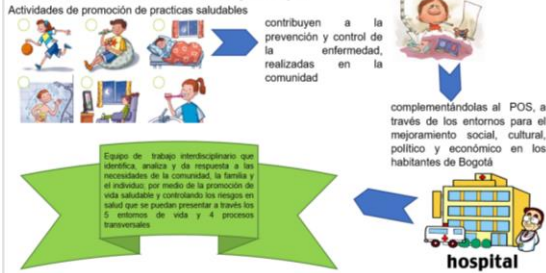 Actividades de promoción de practicas saludables
contribuyen a la
prevención y control de
la enfermedad,
realizadas en la
comunidad
complementándolas al POS, a
través de los entornos para el
mejoramiento social, cultural,
político y económico en los
habitantes de Bogotá
Equipo de trabajo interdisciplinario que
identifica, analiza y da respuesta a las
necesidades de la comunidad, la familia y
el individuo, por medio de la promoción de
vida saludable y controlando los riesgos en
salud que se puedan presentar a través los
5 entornos de vida y 4 procesos
transversales
hospital